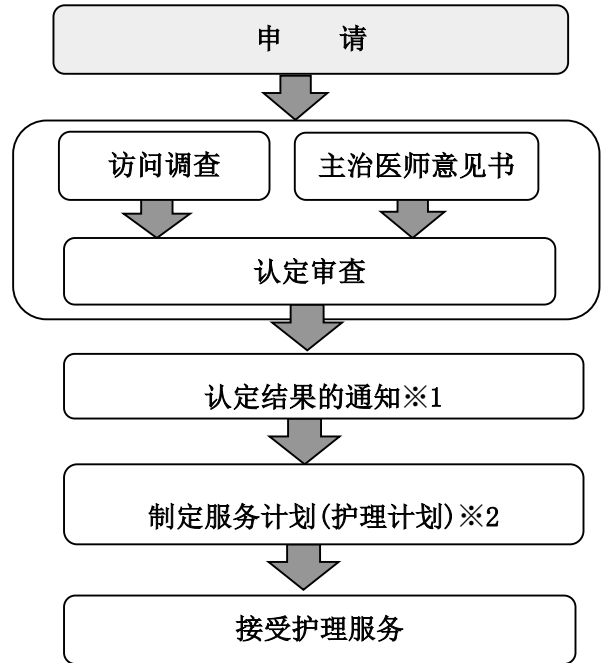 申 请
访问调查
主治医师意见书
认定审查
认定结果的通知※1
制定服务计划(护理计划)※2
接受护理服务